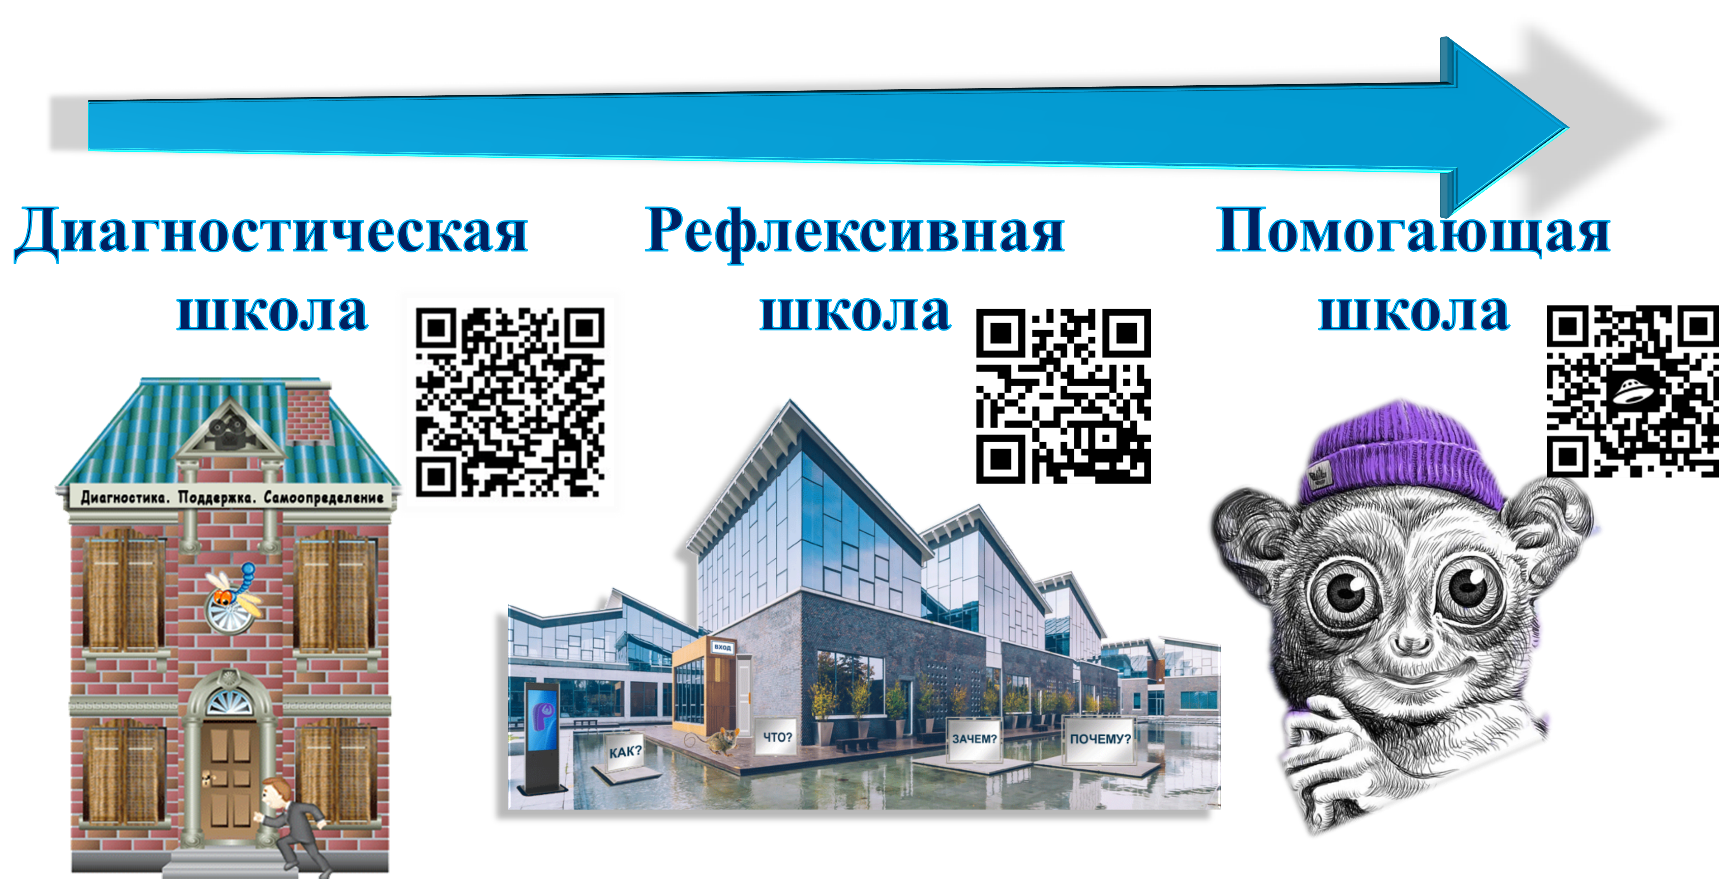 Диагностическая
школа
Рефлексивная
школа
Помогающая
школа
Диагностика. Поддержка. Самоопределение
ВХОД
КАК?
ЧТО?
ЗАЧЕМ?
ПОЧЕМУ?